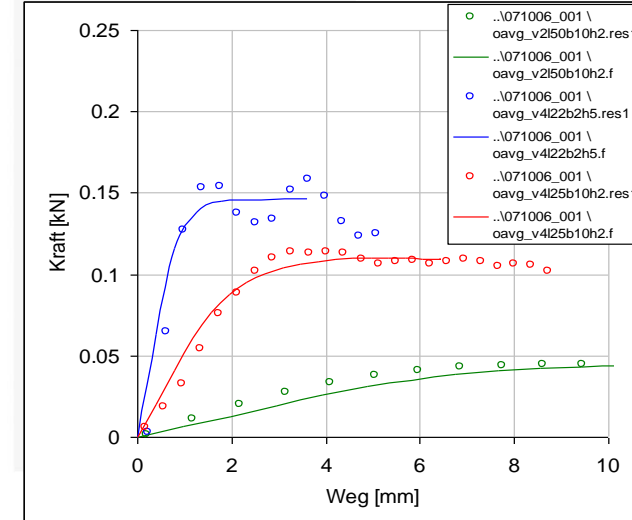 0.25
0.2
0.15
0.1
0.05
0
0
2
4
6
8
10
Kraft [kN]
Weg [mm]
..\071006_001 \
oavg_v2l50b10h2.res1
..\071006_001 \
oavg_v2l50b10h2.f
..\071006_001 \
oavg_v4l22b2h5.res1
..\071006_001 \
oavg_v4l22b2h5.f
..\071006_001 \
oavg_v4l25b10h2.res1
..\071006_001 \
oavg_v4l25b10h2.f